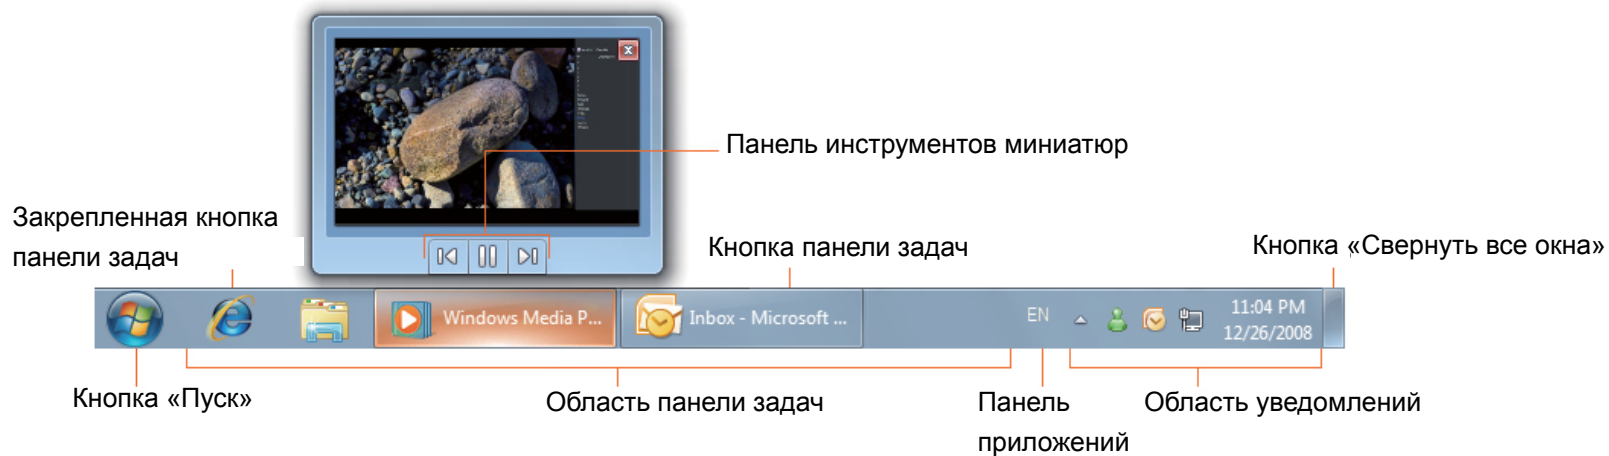 Панель инструментов миниатюр
Закрепленная кнопка
панели задач
Кнопка панели задач
Кнопка «Свернуть все окна»
Windows Media P...
Inbox - Microsoft ...
EN
11:04 PM
12/26/2008
Кнопка «Пуск»
Область панели задач
Панель
приложений
Область уведомлений